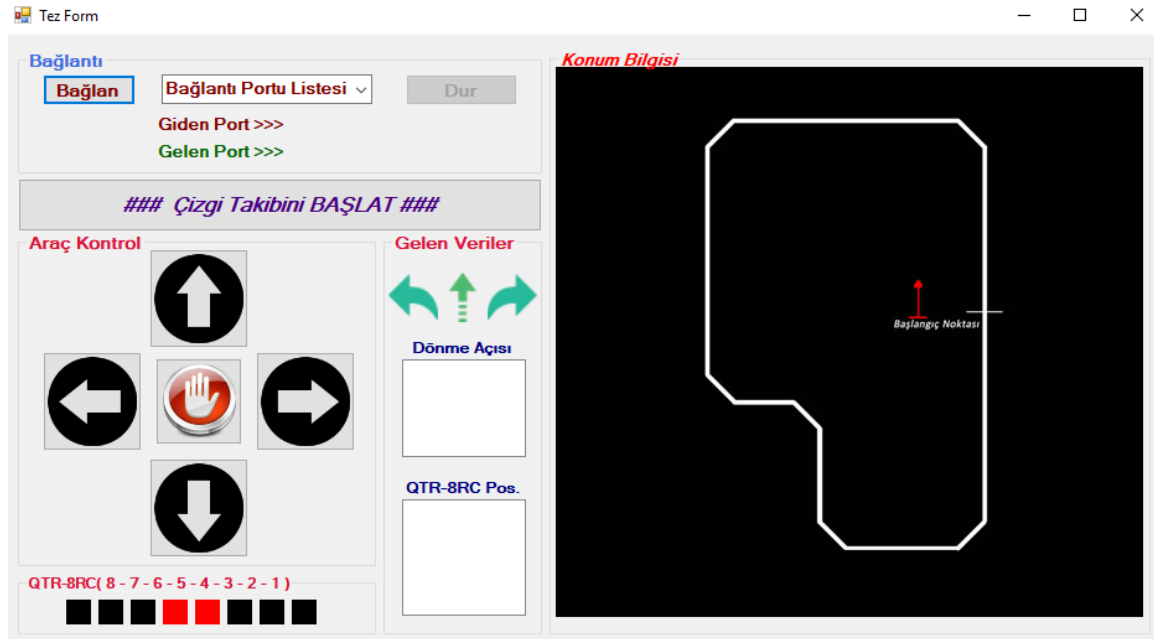 Tez Form
Bağlantı
Bağlan
Bağlantı Portu Listesi
Dur
Giden Port >>>
Gelen Port >>>
### Çizgi Takibini BAŞLAT ###
Araç Kontrol
Gelen Veriler
Dönme Açısı
QTR-8RC Pos.
QTR-8RC( 8 - 7 - 6 - 5 - 4 - 3 - 2 - 1 )
Konum Bilgisi
Başlangıç Noktası